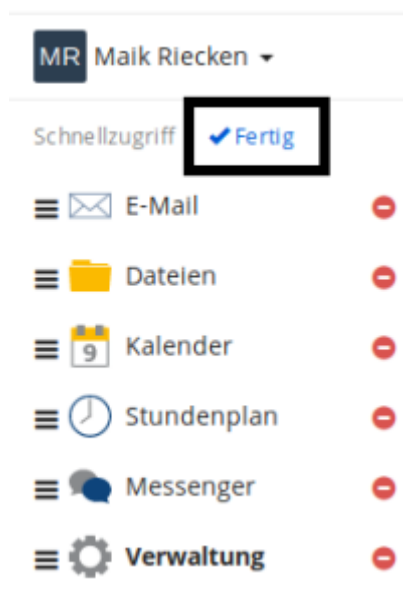 MR Maik Riecken
Schnellzugriff Fertig
E-Mail
Dateien
9 Kalender
Stundenplan
Messenger
Verwaltung